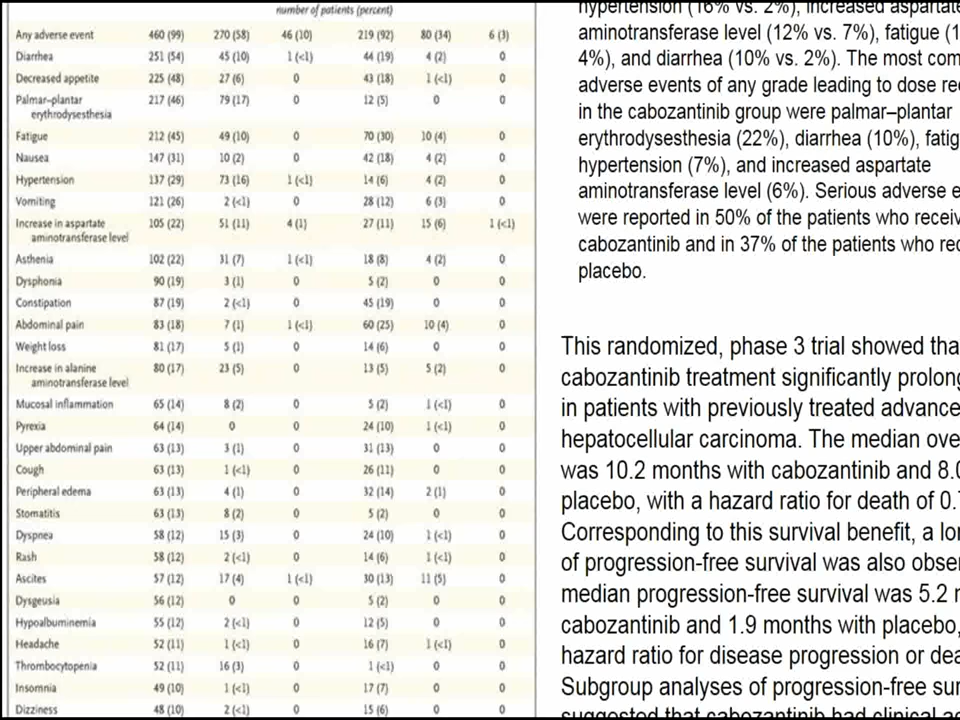 number of patients (percent)
Any adverse event 460 (99) 270 (58) 46 (10) 219 (92) 80 (34) 6 (3)
Diarrhea 251 (54) 45 (10) 1 (<1) 44 (19) 4 (2) 0
Decreased appetite 225 (48) 27 (6) 0 43 (18) 1 (<1) 0
Palmar–plantar
erythrodysesthesia 217 (46) 79 (17) 0 12 (5) 0 0
Fatigue 212 (45) 49 (10) 0 70 (30) 10 (4) 0
Nausea 147 (31) 10 (2) 0 42 (18) 4 (2) 0
Hypertension 137 (29) 73 (16) 1 (<1) 14 (6) 4 (2) 0
Vomiting 121 (26) 2 (<1) 0 28 (12) 6 (3) 0
Increase in aspartate
aminotransferase level 105 (22) 51 (11) 4 (1) 27 (11) 15 (6) 1 (<1)
Asthenia 102 (22) 31 (7) 1 (<1) 18 (8) 4 (2) 0
Dysphonia 90 (19) 3 (1) 0 5 (2) 0 0
Constipation 87 (19) 2 (<1) 0 45 (19) 0 0
Abdominal pain 83 (18) 7 (1) 1 (<1) 60 (25) 10 (4) 0
Weight loss 81 (17) 5 (1) 0 14 (6) 0 0
Increase in alanine
aminotransferase level 80 (17) 23 (5) 0 13 (5) 5 (2) 0
Mucosal inflammation 65 (14) 8 (2) 0 5 (2) 1 (<1) 0
Pyrexia 64 (14) 0 0 24 (10) 1 (<1) 0
Upper abdominal pain 63 (13) 3 (1) 0 31 (13) 0 0
Cough 63 (13) 1 (<1) 0 26 (11) 0 0
Peripheral edema 63 (13) 4 (1) 0 32 (14) 2 (1) 0
Stomatitis 63 (13) 8 (2) 0 5 (2) 0 0
Dyspnea 58 (12) 15 (3) 0 24 (10) 1 (<1) 0
Rash 58 (12) 2 (<1) 0 14 (6) 1 (<1) 0
Ascites 57 (12) 17 (4) 1 (<1) 30 (13) 11 (5) 0
Dysgeusia 56 (12) 0 0 5 (2) 0 0
Hypoalbuminemia 55 (12) 2 (<1) 0 12 (5) 0 0
Headache 52 (11) 1 (<1) 0 16 (7) 1 (<1) 0
Thrombocytopenia 52 (11) 16 (3) 0 1 (<1) 0 0
Insomnia 49 (10) 1 (<1) 0 17 (7) 0 0
Dizziness 48 (10) 2 (<1) 0 15 (6) 0 0
hypertension (16% vs. 2%), increased aspartate
aminotransferase level (12% vs. 7%), fatigue (1
4%), and diarrhea (10% vs. 2%). The most com
adverse events of any grade leading to dose re
in the cabozantinib group were palmar–plantar
erythrodysesthesia (22%), diarrhea (10%), fatig
hypertension (7%), and increased aspartate
aminotransferase level (6%). Serious adverse e
were reported in 50% of the patients who receiv
cabozantinib and in 37% of the patients who rec
placebo.
This randomized, phase 3 trial showed tha
cabozantinib treatment significantly prolong
in patients with previously treated advance
hepatocellular carcinoma. The median ove
was 10.2 months with cabozantinib and 8.0
placebo, with a hazard ratio for death of 0.7
Corresponding to this survival benefit, a lon
of progression-free survival was also obser
median progression-free survival was 5.2 m
cabozantinib and 1.9 months with placebo,
hazard ratio for disease progression or dea
Subgroup analyses of progression-free sur
suggested that cabozantinib had clinical ac